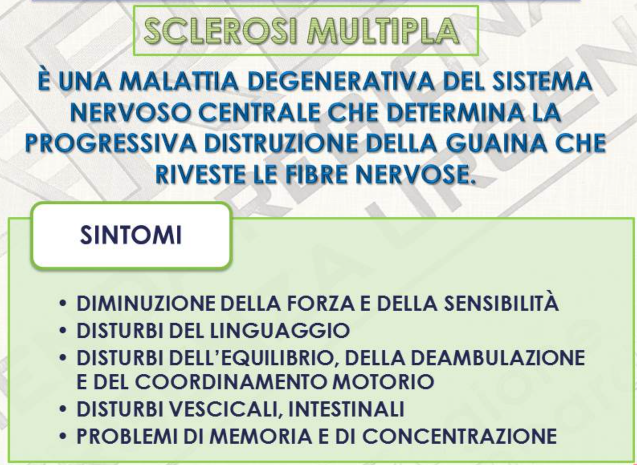 SCLEROSI MULTIPLA
È UNA MALATTIA DEGENERATIVA DEL SISTEMA
NERVOSO CENTRALE CHE DETERMINA LA
PROGRESSIVA DISTRUZIONE DELLA GUAINA CHE
RIVESTE LE FIBRE NERVOSE.
SINTOMI
• DIMINUZIONE DELLA FORZA E DELLA SENSIBILITÀ
• DISTURBI DEL LINGUAGGIO
• DISTURBI DELL'EQUILIBRIO, DELLA DEAMBULAZIONE
E DEL COORDINAMENTO MOTORIO
• DISTURBI VESCICALI, INTESTINALI
• PROBLEMI DI MEMORIA E DI CONCENTRAZIONE